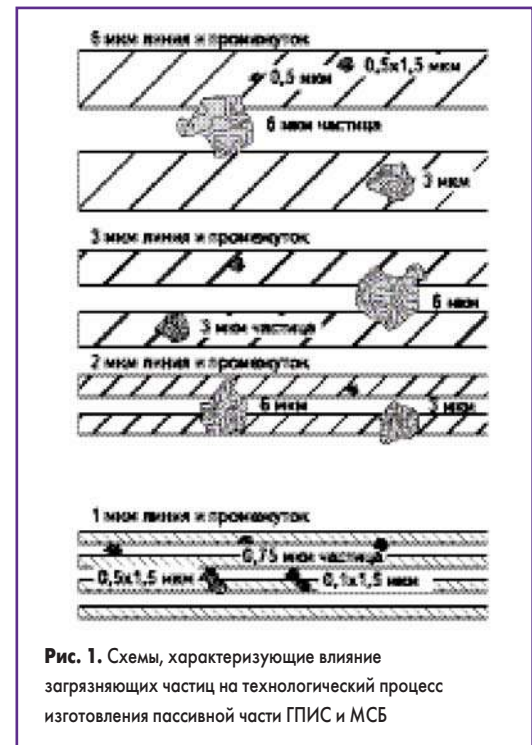 5 мкм линия и промежуток
0,5 мкм
0,5x1,5 мкм
6 мкм частица
3 мкм
3 мкм линия и промежуток
6 мкм
3 мкм частица
2 мкм линия и промежуток
6 мкм
3 мкм
1 мкм линия и промежуток
0,75 мкм частица
0,5x1,5 мкм
0,1x1,5 мкм
Рис. 1. Схемы, характеризующие влияние
загрязняющих частиц на технологический процесс
изготовления пассивной части ГПИС и МСБ